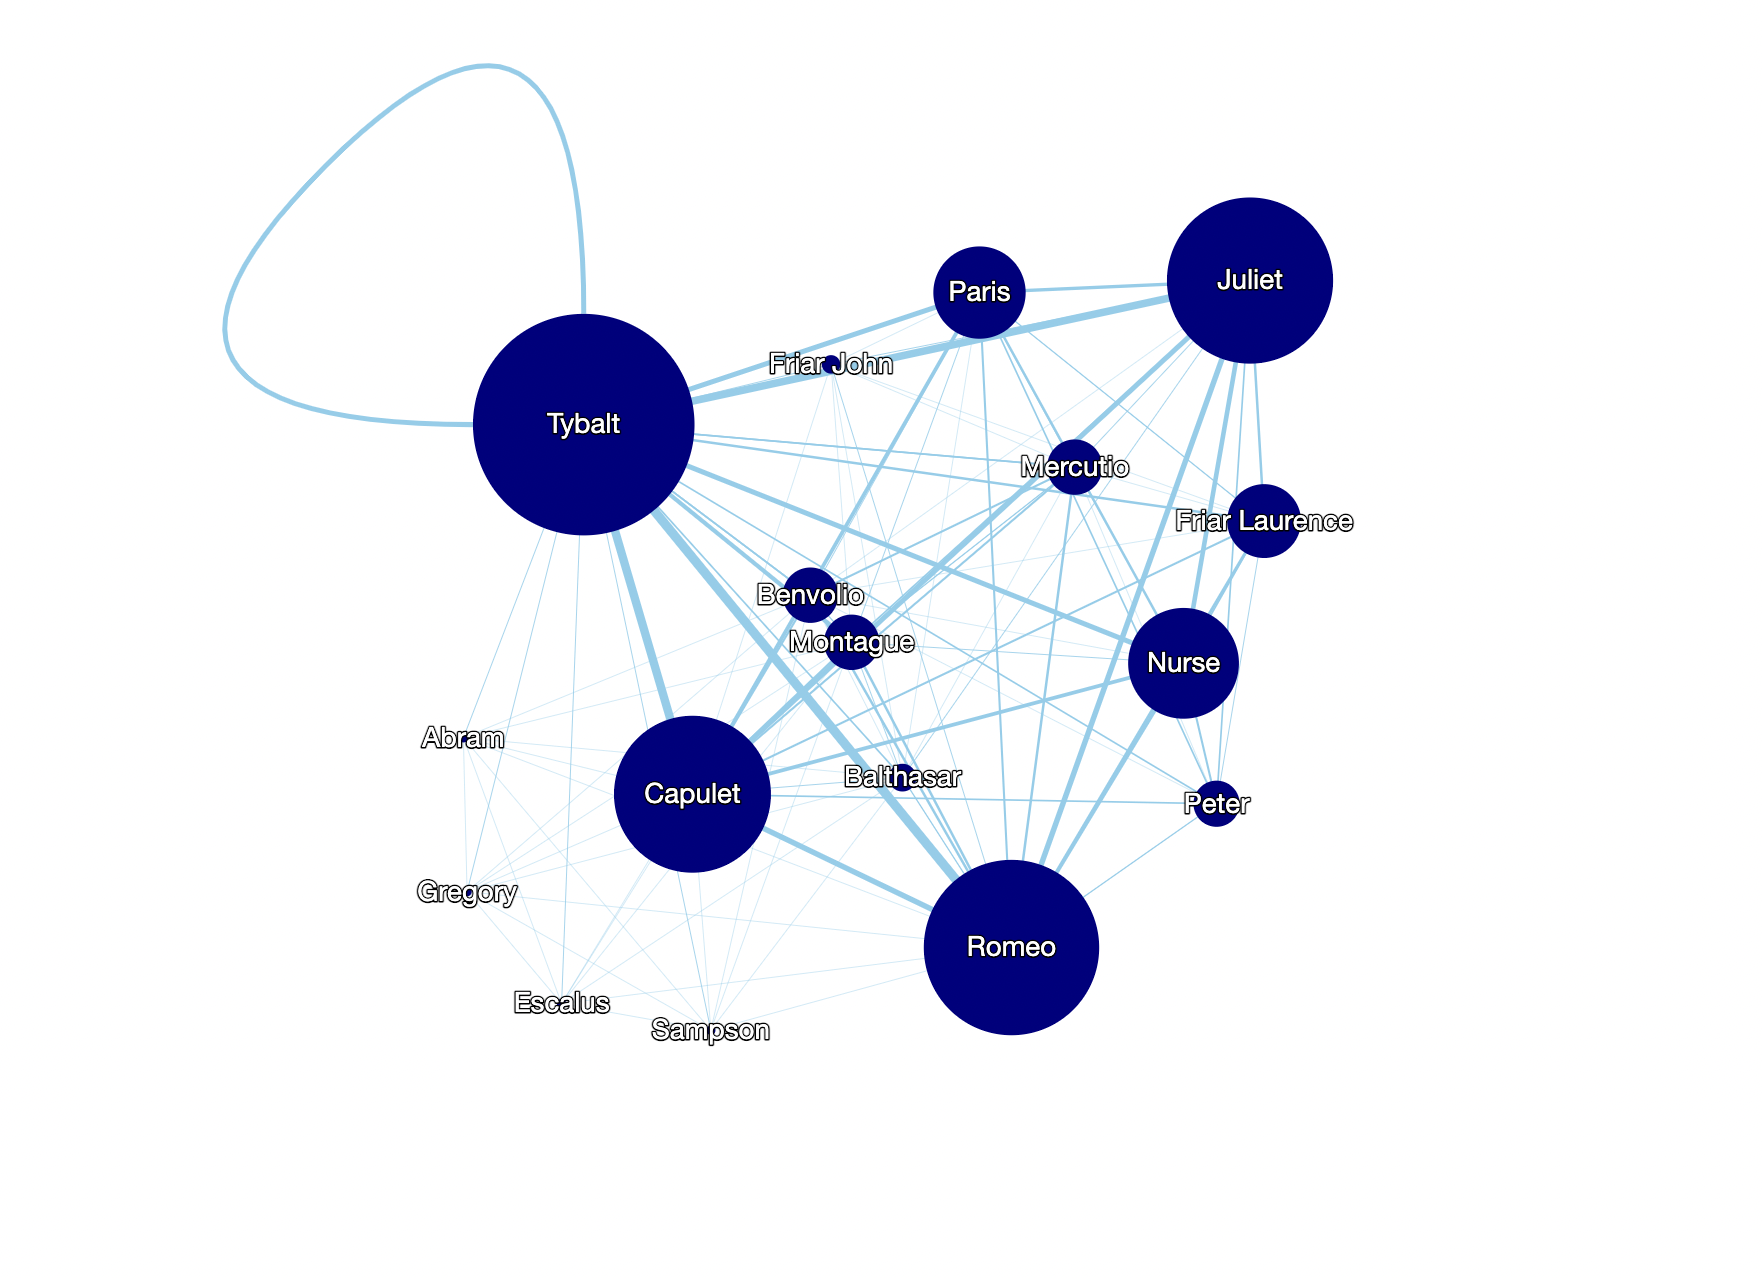 Juliet
Paris
Friar John
Tybalt
Mercutio
Friar Laurence
Benvolio
Montague
Nurse
Abram
Balthasar
Capulet
Peter
Gregory
Romeo
Escalus
Sampson